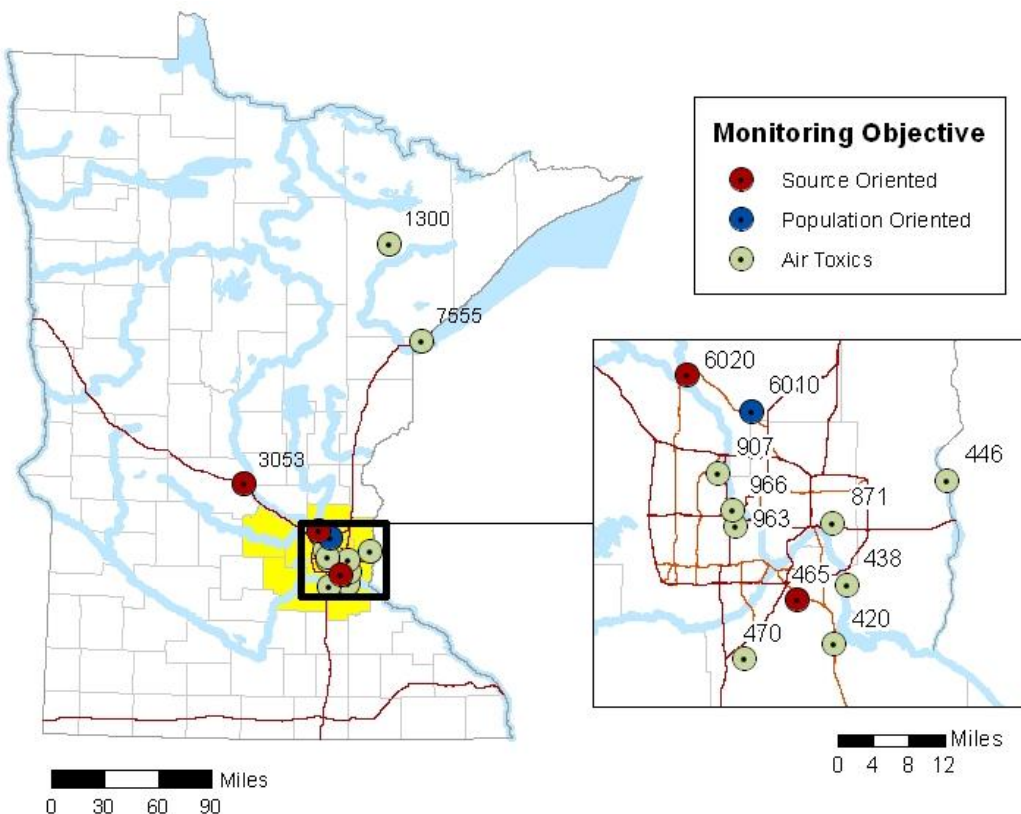 1300
7555
3053
Monitoring Objective
Source Oriented
Population Oriented
Air Toxics
6020
6010
907
446
966
871
963
438
465
420
470
Miles
0 30 60 90
Miles
0 4 8 12